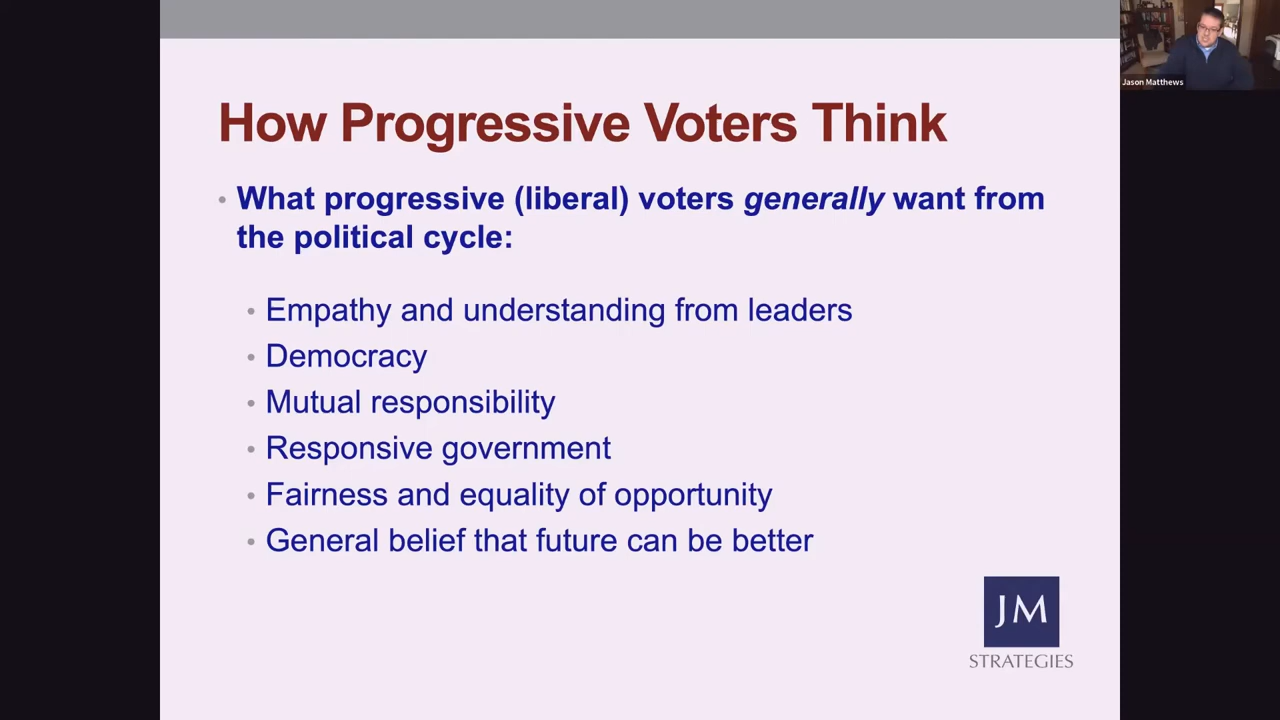 How Progressive Voters Think
What progressive (liberal) voters generally want from
the political cycle:
Empathy and understanding from leaders
Democracy
Mutual responsibility
Responsive government
Fairness and equality of opportunity
General belief that future can be better
JM
STRATEGIES
Jason Matthews